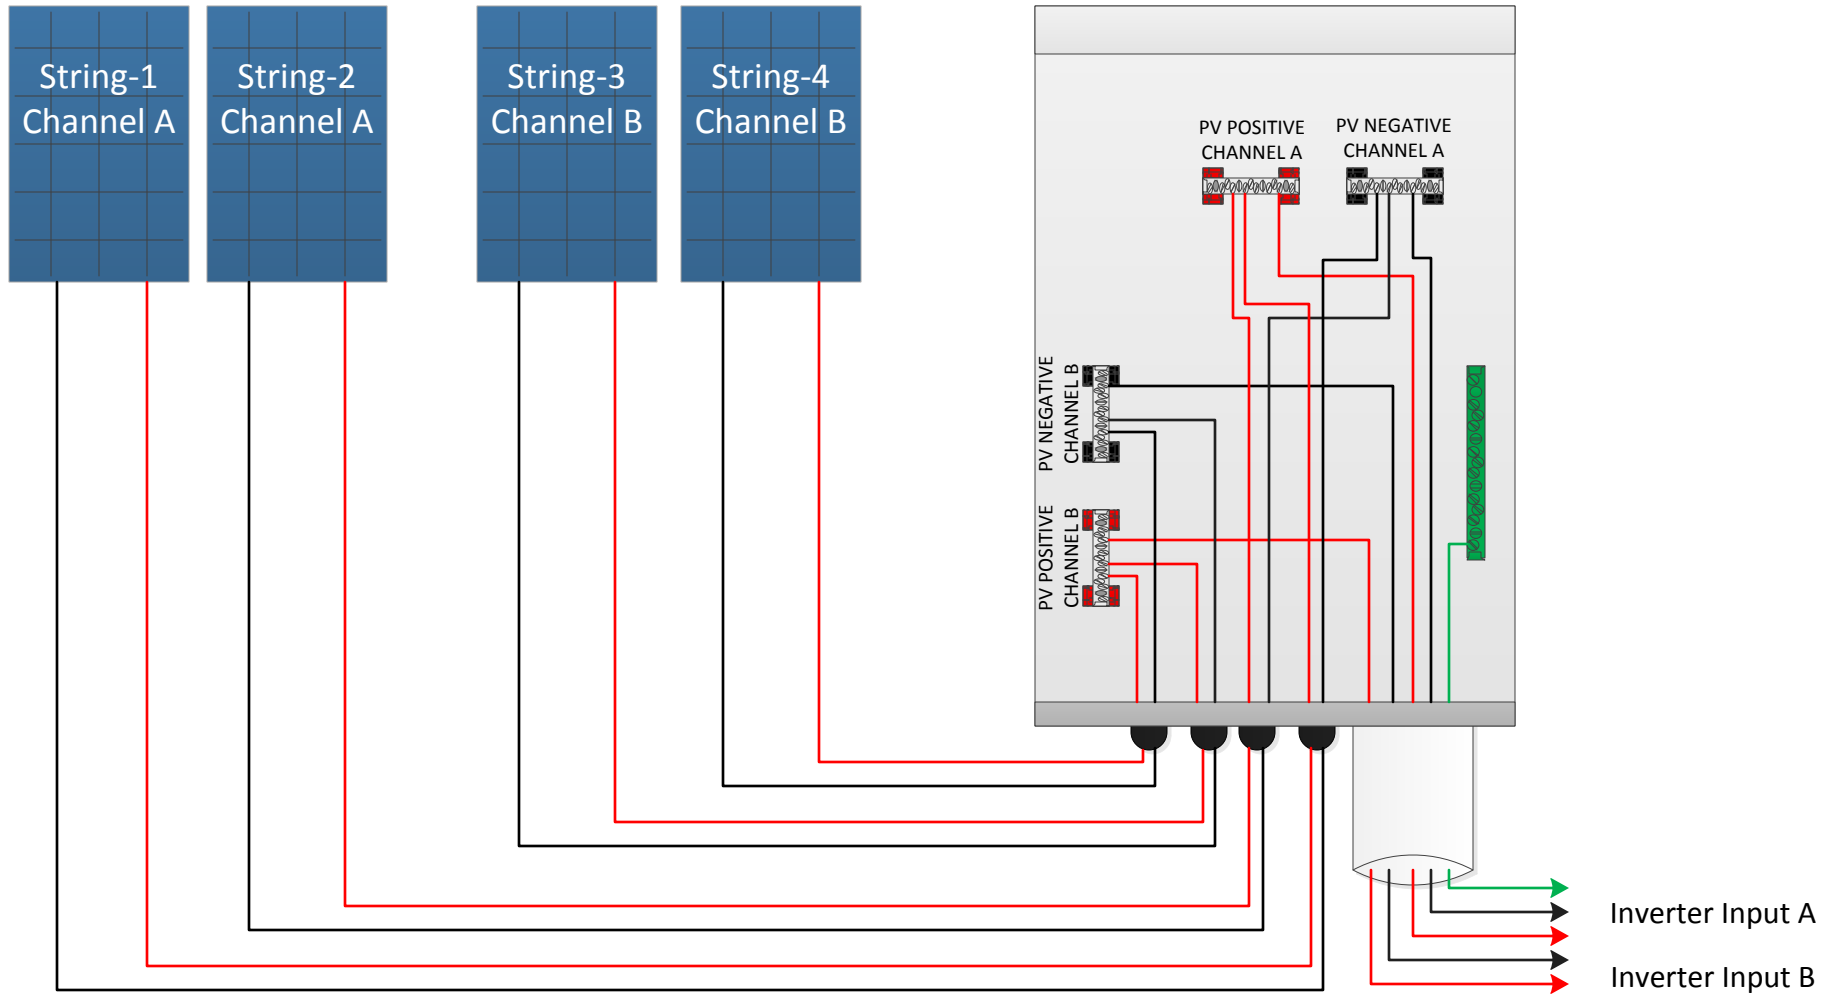 String-1
Channel A
String-2
Channel A
String-3
Channel B
String-4
Channel B
PV POSITIVE
CHANNEL A
PV NEGATIVE
CHANNEL A
PV NEGATIVE
CHANNEL B
PV POSITIVE
CHANNEL B
Inverter Input A
Inverter Input B